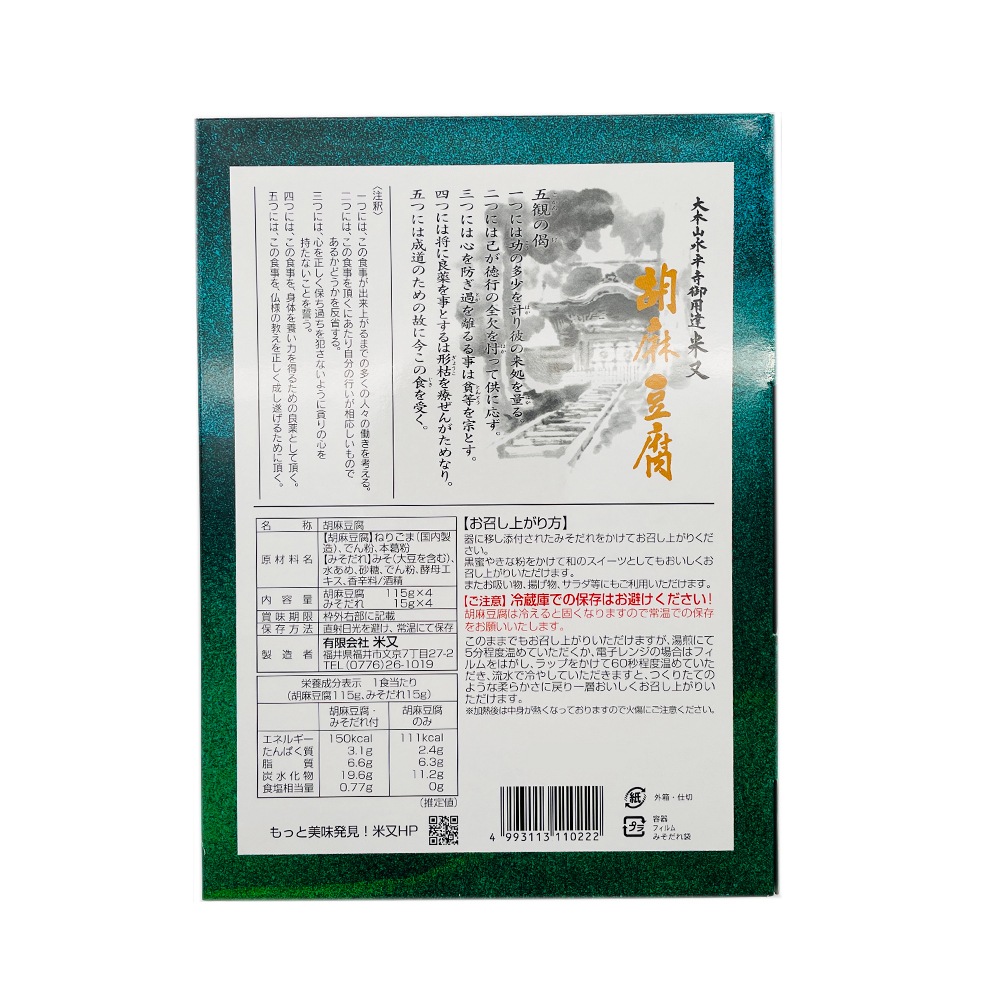 大本山永平寺御用達 米又
胡麻豆腐
五観の偈
一つには功の多少を計り彼の来処を量る。
二つには己が徳行の全欠を忖って供に応ず。
三つには心を防ぎ過を離るる事は貪等を宗とす。
四つには将に良薬を事とするは形枯を療ぜんがためなり。
五つには成道のための故に今この食を受く。
〈注釈〉
一つには、この食事が出来上がるまでの多くの人々の働きを考える。
二つには、この食事を頂くにあたり自分の行いが相応しいもので
あるかどうかを反省する。
三つには、心を正しく保ち過ちを犯さないように貪りの心を
持たないことを誓う。
四つには、この食事を、身体を養い力を得るための良薬として頂く。
五つには、この食事を、仏様の教えを正しく成し遂げるために頂く。
名称 胡麻豆腐
原材料名 【胡麻豆腐】ねりごま(国内製
造)、でん粉、本葛粉
【みそだれ】みそ(大豆を含む)、
水あめ、砂糖、でん粉、酵母エ
キス、香辛料/酒精
内容量 胡麻豆腐 115g×4
みそだれ 15g×4
賞味期限 枠外右部に記載
保存方法 直射日光を避け、常温にて保存
製造者 有限会社 米又
福井県福井市文京7丁目27-2
TEL(0776)26-1019
栄養成分表示 1食当たり
(胡麻豆腐115g、みそだれ15g)
胡麻豆腐・みそだれ付 胡麻豆腐のみ
エネルギー 150kcal 111kcal
たんぱく質 3.1g 2.4g
脂質 6.6g 6.3g
炭水化物 19.6g 11.2g
食塩相当量 0.77g 0g
(推定値)
もっと美味発見!米又HP
【お召し上がり方】
器に移し添付されたみそだれをかけてお召し上がりくだ
さい。
黒蜜やきな粉をかけて和のスイーツとしてもおいしくお
召し上がりいただけます。
またお吸い物、揚げ物、サラダ等にもご利用いただけます。
【ご注意】冷蔵庫での保存はお避けください!
胡麻豆腐は冷えると固くなりますので常温での保存
をお願いいたします。
このままでもお召し上がりいただけますが、湯煎にて
5分程度温めていただくか、電子レンジの場合はフィ
ルムをはがし、ラップをかけて60秒程度温めていただ
き、流水で冷やしていただきますと、つくりたての
ような柔らかさに戻り一層おいしくお召し上がりい
ただけます。
※加熱後は中身が熱くなっておりますので火傷にご注意ください。
4 993113 110222
紙 外箱・仕切
プラ 容器
フィルム
みそだれ袋